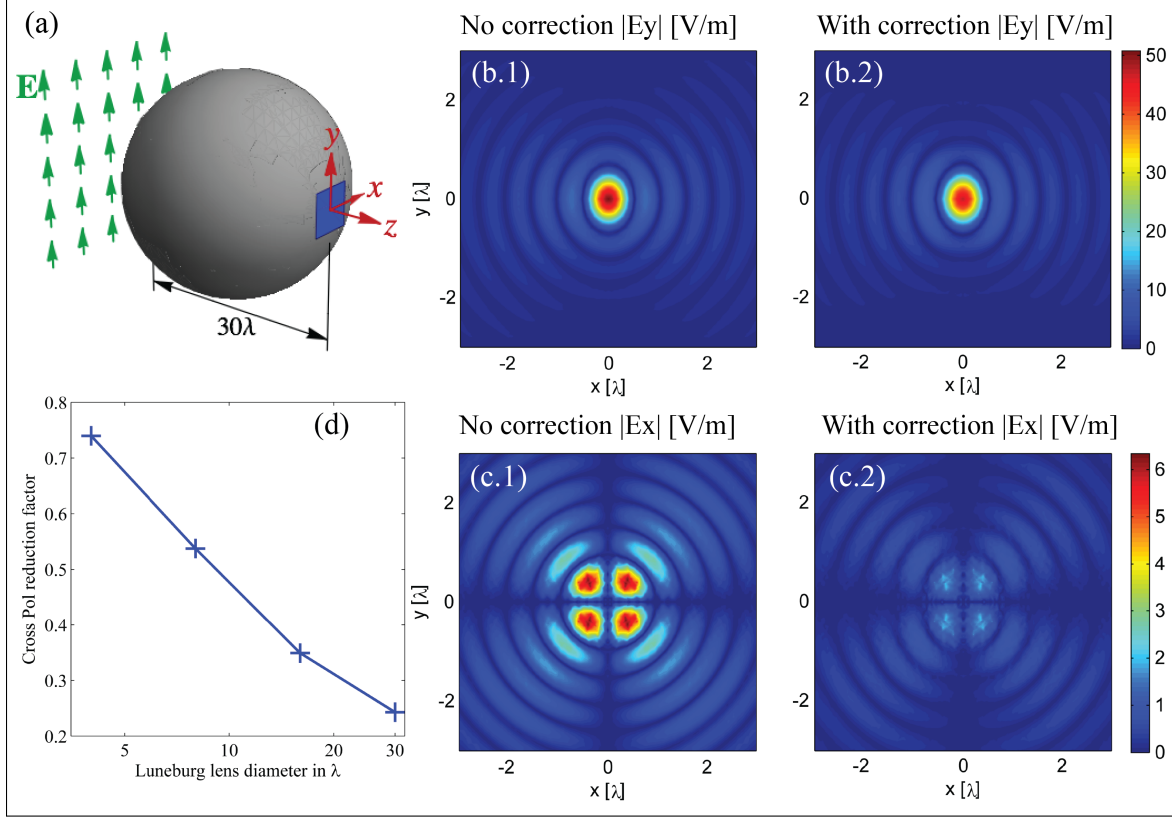 (a)
E
y
x
z
30λ
No correction |Ey| [V/m]
(b.1)
2
0
-2
y [λ]
-2
0
2
x [λ]
With correction |Ey| [V/m]
(b.2)
2
0
-2
-2
0
2
x [λ]
50
40
30
20
10
0
(d)
0.8
0.7
0.6
0.5
0.4
0.3
0.2
Cross Pol reduction factor
5
10
20
30
Luneburg lens diameter in λ
No correction |Ex| [V/m]
(c.1)
2
0
-2
y [λ]
-2
0
2
x [λ]
With correction |Ex| [V/m]
(c.2)
2
0
-2
-2
0
2
x [λ]
6
5
4
3
2
1
0